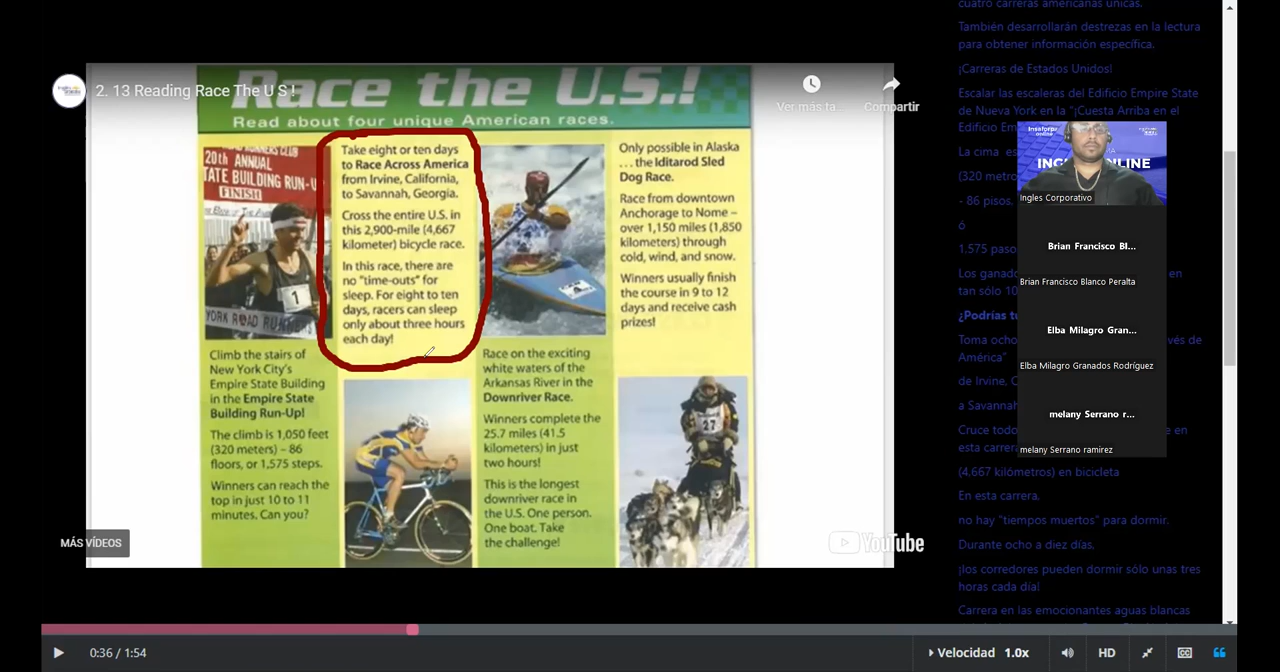 2. 13 Reading Race The U S !
Ver más ta...
Compartir
Race the U.S.!
Read about four unique American races.
20th ANNUAL
FINISH
1
Climb the stairs of
New York City's
Empire State Building
in the Empire State
Building Run-Up!
The climb is 1,050 feet
(320 meters) – 86
floors, or 1,575 steps.
Winners can reach the
top in just 10 to 11
minutes. Can you?
Take eight or ten days
to Race Across America
from Irvine, California,
to Savannah, Georgia.
Cross the entire U.S. in
this 2,900-mile (4,667
kilometer) bicycle race.
In this race, there are
no "time-outs" for
sleep. For eight to ten
days, racers can sleep
only about three hours
each day!
Race on the exciting
white waters of the
Arkansas River in the
Downriver Race.
Winners complete the
25.7 miles (41.5
kilometers) in just
two hours!
This is the longest
downriver race in
the U.S. One person.
One boat. Take
the challenge!
Only possible in Alaska
. . . the Iditarod Sled
Dog Race.
Race from downtown
Anchorage to Nome –
over 1,150 miles (1,850
kilometers) through
cold, wind, and snow.
Winners usually finish
the course in 9 to 12
days and receive cash
prizes!
27
MÁS VÍDEOS
YouTube
cuatro carreras americanas únicas.
También desarrollarán destrezas en la lectura
para obtener información específica.
¡Carreras de Estados Unidos!
Escalar las escaleras del Edificio Empire State
de Nueva York en la "¡Cuesta Arriba en el
Edificio Em
La cima es
(320 metro
- 86 pisos.
ó
1,575 paso
Los ganado en
tan sólo 10
¿Podrías tu
Toma ocho vés de
América"
de Irvine, C
a Savannah
Cruce todo e en
esta carre
(4,667 kilómetros) en bicicleta
En esta carrera,
no hay "tiempos muertos" para dormir.
Durante ocho a diez días,
¡los corredores pueden dormir sólo unas tres
horas cada día!
Carrera en las emocionantes aguas blancas
Ingles Corporativo
Brian Francisco Bl...
Brian Francisco Blanco Peralta
Elba Milagro Gran...
Elba Milagro Granados Rodríguez
melany Serrano r...
melany Serrano ramirez
0:36 / 1:54
Velocidad 1.0x
HD